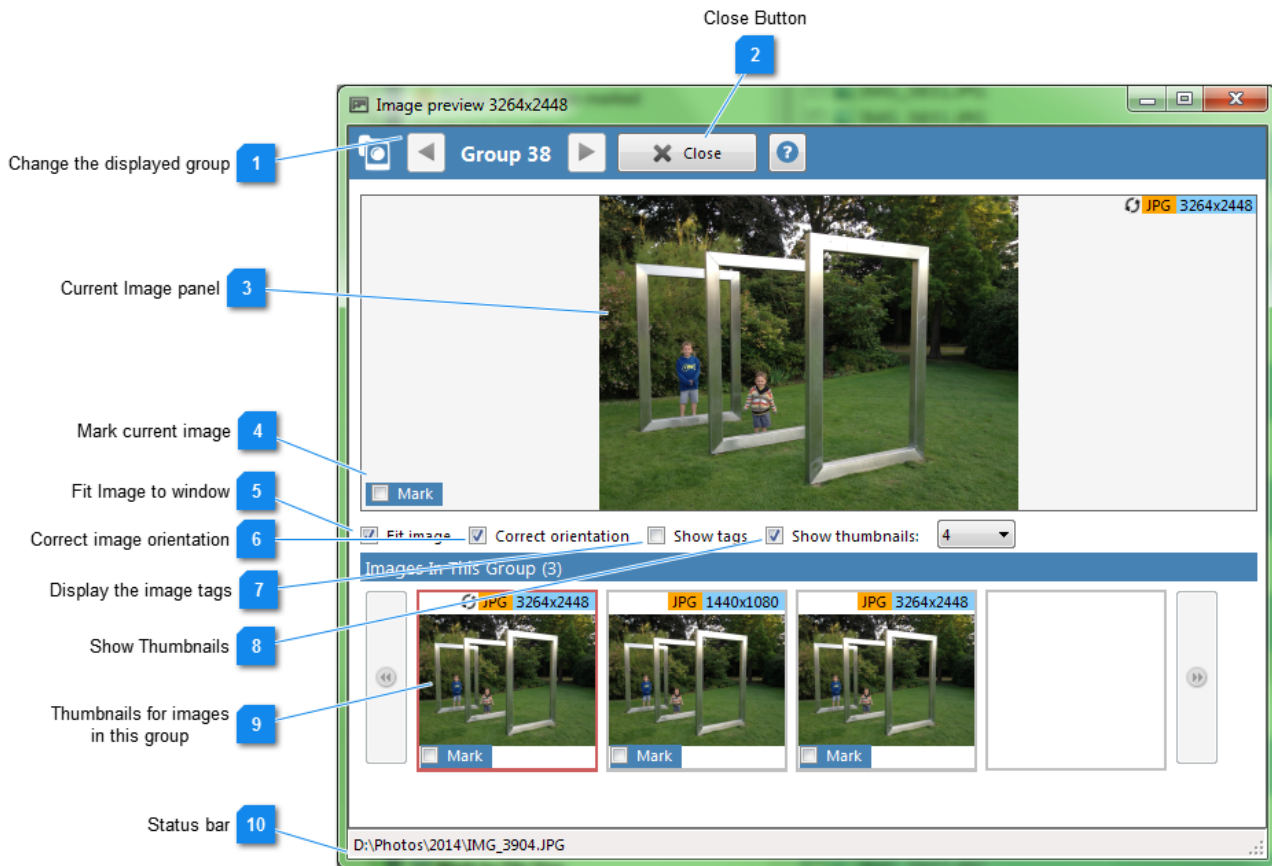 Close Button
2
Image preview 3264x2448
Change the displayed group 1
Group 38
Close
?
JPG 3264x2448
Current Image panel 3
Mark current image 4
Mark
Fit Image to window 5
Correct image orientation 6
Fit image Correct orientation Show tags Show thumbnails: 4
Images In This Group (3)
Display the image tags 7
JPG 3264x2448
JPG 1440x1080
JPG 3264x2448
Show Thumbnails 8
Thumbnails for images
in this group
9
Mark
Mark
Mark
Status bar 10
D:\Photos\2014\IMG_3904.JPG